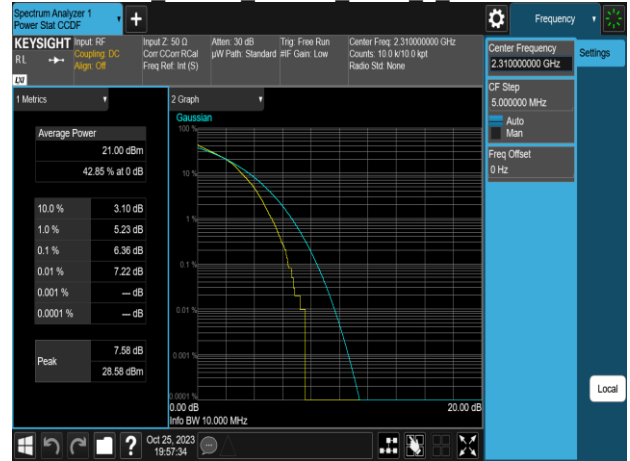 Spectrum Analyzer 1
Power Stat CCDF
+
Frequency
KEYSIGHT
RL
LXI
Input: RF
Coupling: DC
Align: Off
Input Z: 50 Ω
Corr CCorr RCal
Freq Ref: Int (S)
Atten: 30 dB
µW Path: Standard
Trig: Free Run
#IF Gain: Low
Center Freq: 2.310000000 GHz
Counts: 10.0 k/10.0 kpt
Radio Std: None
Center Frequency
2.310000000 GHz
Settings
CF Step
5.000000 MHz
Auto
Man
Freq Offset
0 Hz
Local
1 Metrics
Average Power
21.00 dBm
42.85 % at 0 dB
10.0 % 3.10 dB
1.0 % 5.23 dB
0.1 % 6.36 dB
0.01 % 7.22 dB
0.001 % --- dB
0.0001 % --- dB
Peak
7.58 dB
28.58 dBm
2 Graph
Gaussian
100 %
10 %
1 %
0.1 %
0.01 %
0.001 %
0.0001 %
0.00 dB 20.00 dB
Info BW 10.000 MHz
?
Oct 25, 2023
19:57:34